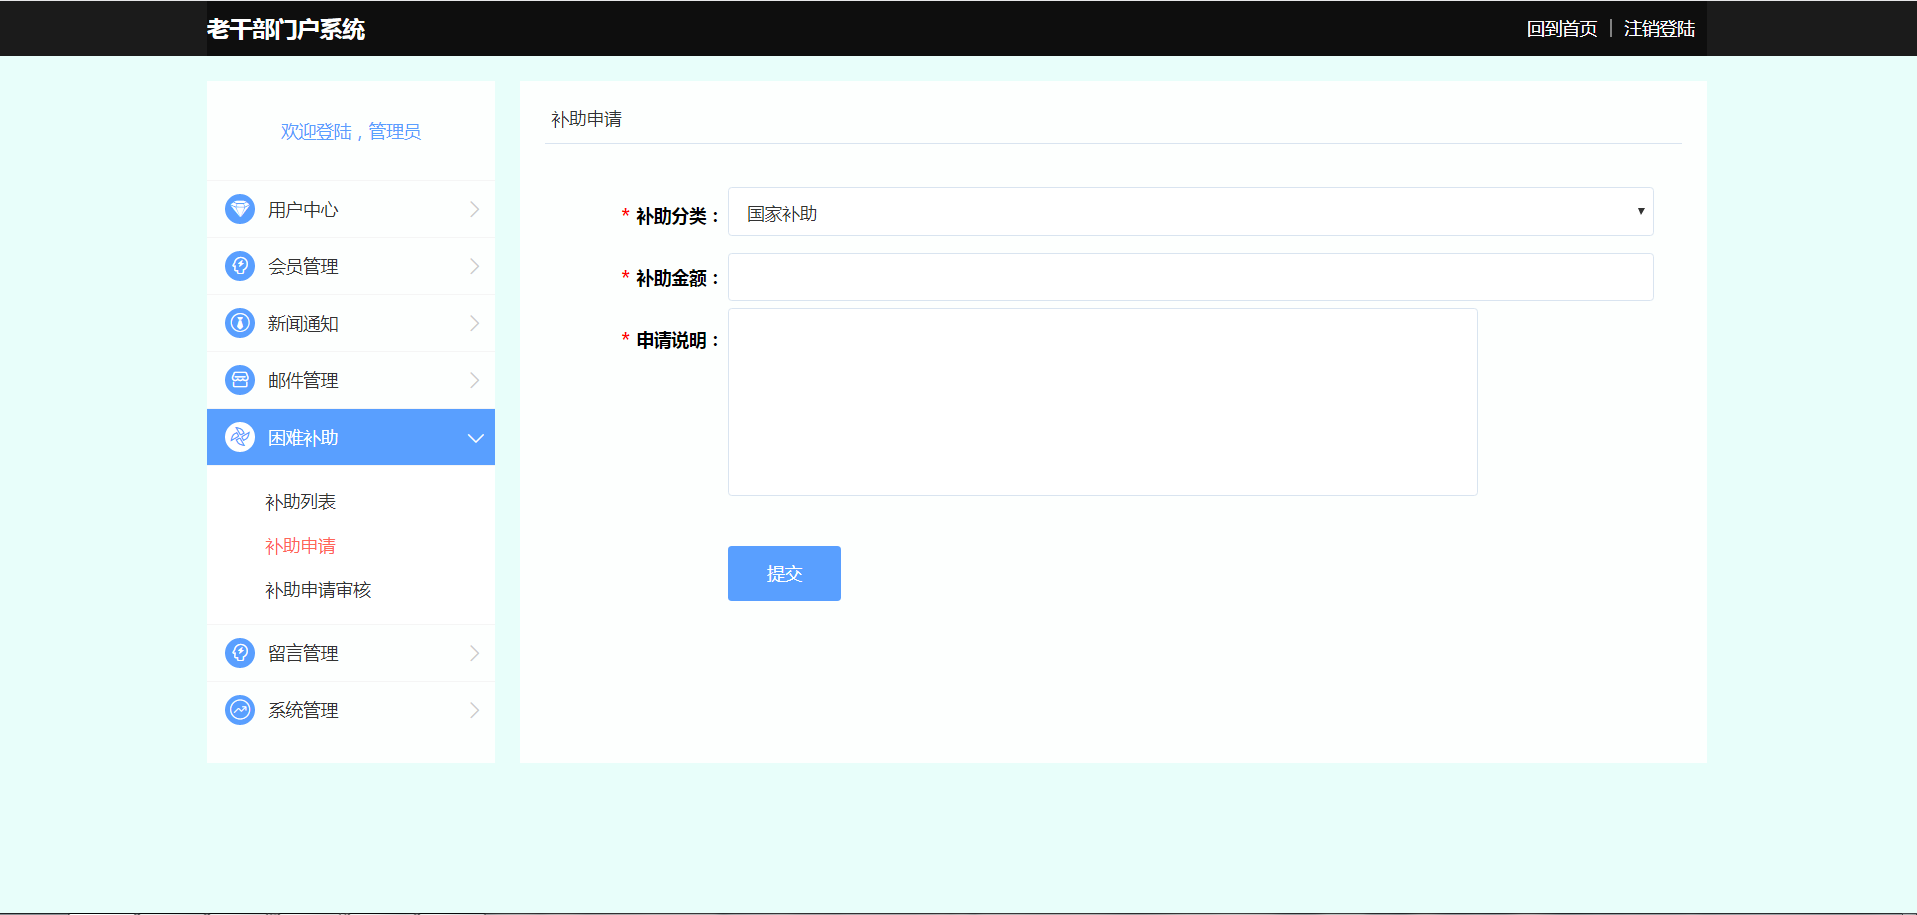 老干部门户系统
回到首页 | 注销登陆
欢迎登陆，管理员
用户中心
会员管理
新闻通知
邮件管理
困难补助
补助列表
补助申请
补助申请审核
留言管理
系统管理
补助申请
* 补助分类：
国家补助
* 补助金额：
* 申请说明：
提交